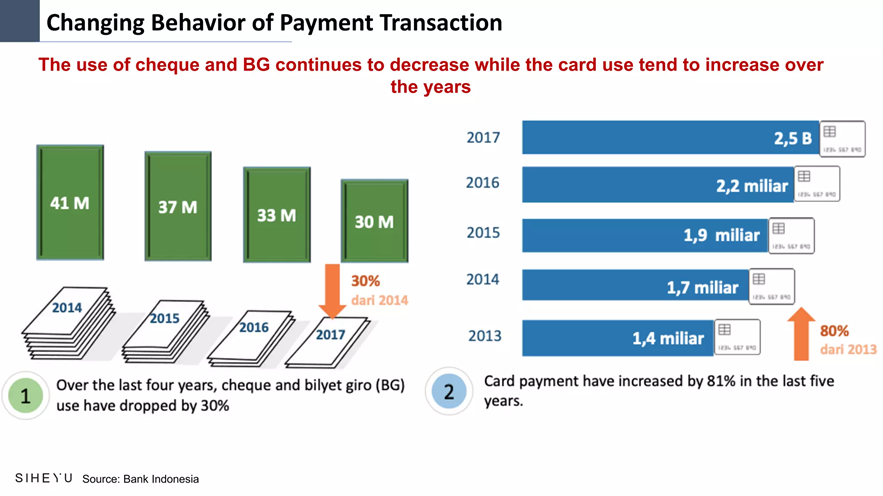 Changing Behavior of Payment Transaction
The use of cheque and BG continues to decrease while the card use tend to increase over
the years
41 M
37 M
33 M
30 M
30%
dari 2014
2014
2015
2016
2017
1
Over the last four years, cheque and bilyet giro (BG)
use have dropped by 30%
2017
2,5 B
2016
2,2 miliar
2015
1,9 miliar
2014
1,7 miliar
2013
1,4 miliar
80%
dari 2013
2
Card payment have increased by 81% in the last five
years.
SIHEYU Source: Bank Indonesia